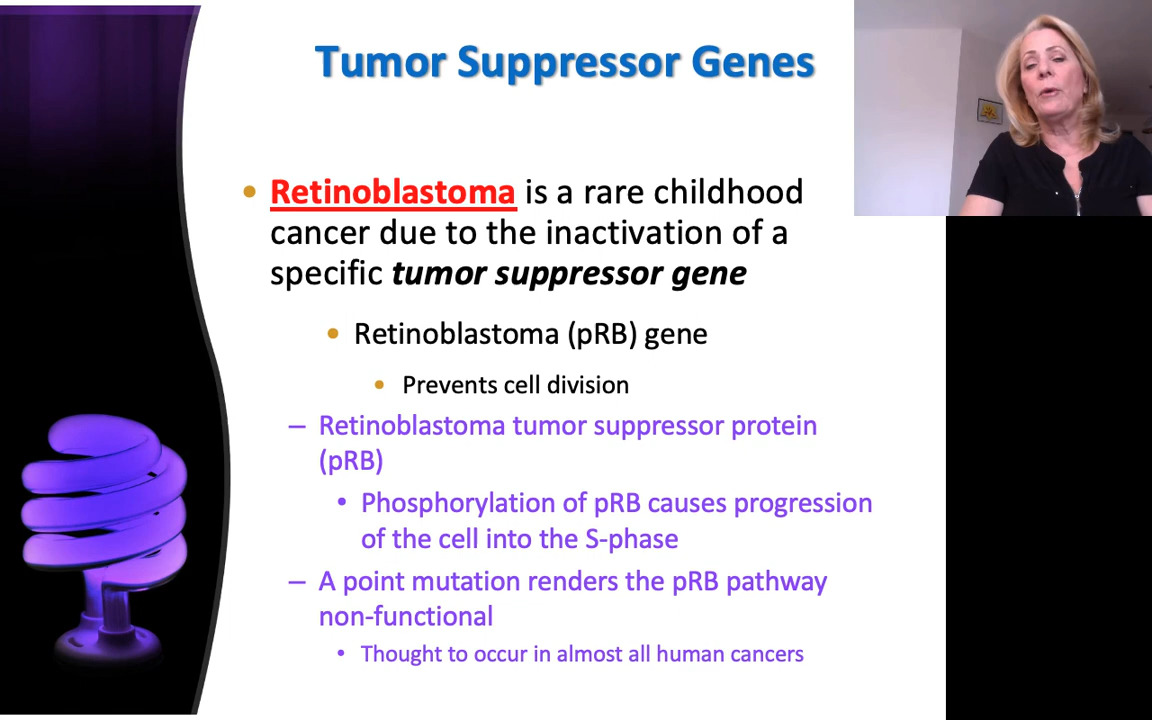 Tumor Suppressor Genes
• Retinoblastoma is a rare childhood
cancer due to the inactivation of a
specific tumor suppressor gene
• Retinoblastoma (pRB) gene
• Prevents cell division
– Retinoblastoma tumor suppressor protein
(pRB)
• Phosphorylation of pRB causes progression
of the cell into the S-phase
– A point mutation renders the pRB pathway
non-functional
• Thought to occur in almost all human cancers